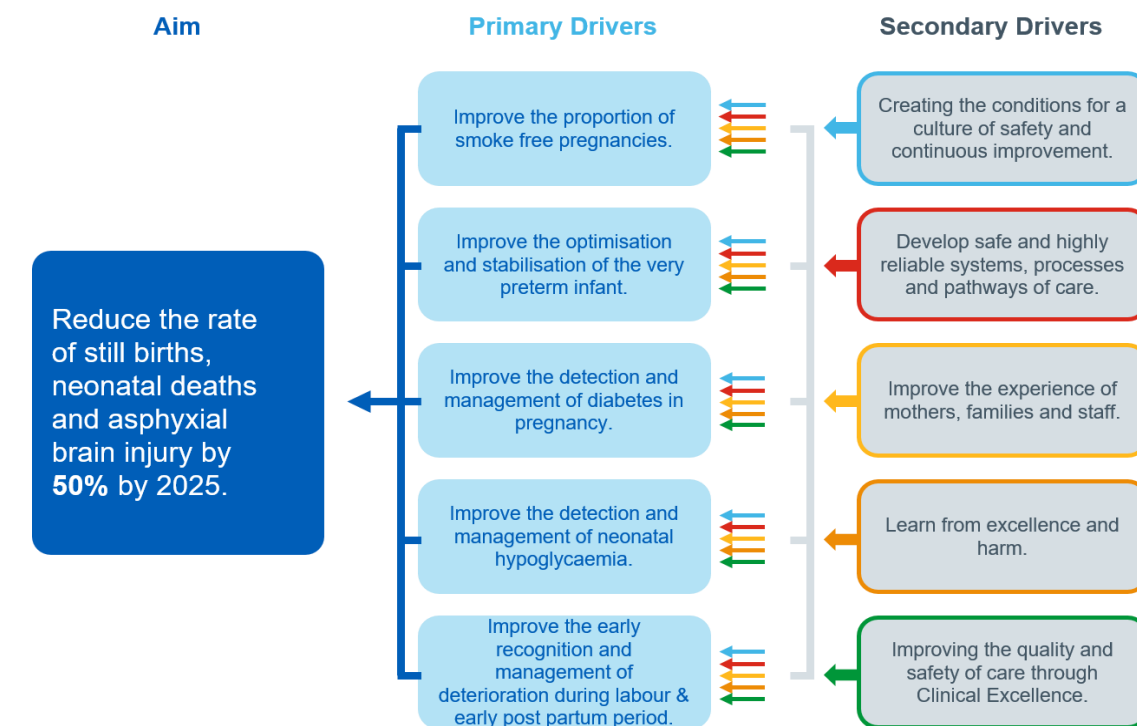 Aim
Primary Drivers
Secondary Drivers
Reduce the rate
of still births,
neonatal deaths
and asphyxial
brain injury by
50% by 2025.
Improve the proportion of
smoke free pregnancies.
Improve the optimisation
and stabilisation of the very
preterm infant.
Improve the detection and
management of diabetes in
pregnancy.
Improve the detection and
management of neonatal
hypoglycaemia.
Improve the early
recognition and
management of
deterioration during labour &
early post partum period.
Creating the conditions for a
culture of safety and
continuous improvement.
Develop safe and highly
reliable systems, processes
and pathways of care.
Improve the experience of
mothers, families and staff.
Learn from excellence and
harm.
Improving the quality and
safety of care through
Clinical Excellence.